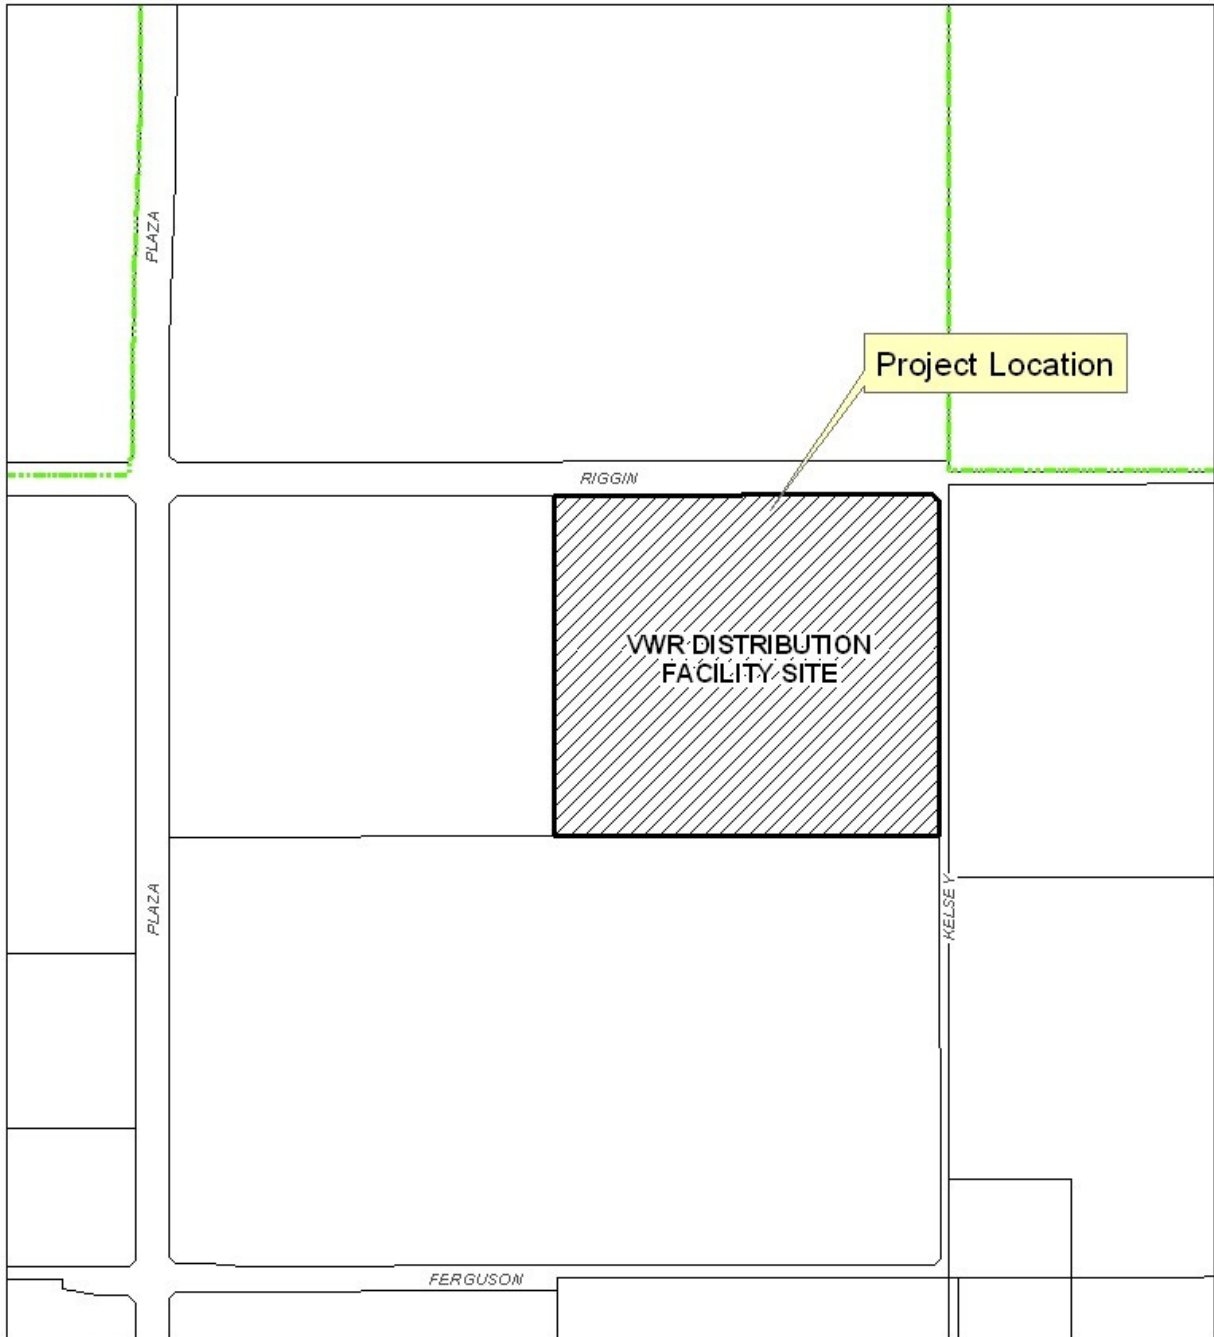 PLAZA
Project Location
RIGGIN
VWR DISTRIBUTION
FACILITY SITE
PLAZA
KELSEY
FERGUSON